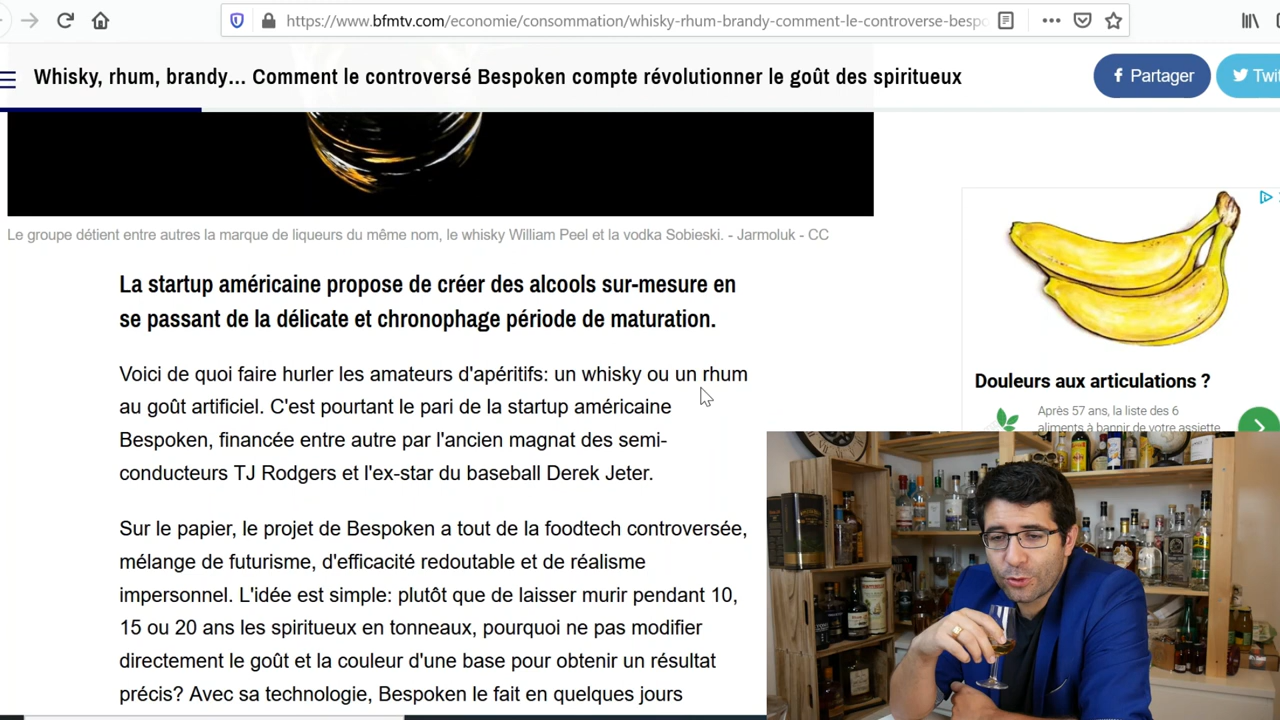 https://www.bfmtv.com/economie/consommation/whisky-rhum-brandy-comment-le-controverse-bespo
Whisky, rhum, brandy... Comment le controversé Bespoken compte révolutionner le goût des spiritueux
Partager
Twit
Le groupe détient entre autres la marque de liqueurs du même nom, le whisky William Peel et la vodka Sobieski. - Jarmoluk - CC
La startup américaine propose de créer des alcools sur-mesure en
se passant de la délicate et chronophage période de maturation.
Voici de quoi faire hurler les amateurs d'apéritifs: un whisky ou un rhum
au goût artificiel. C'est pourtant le pari de la startup américaine
Bespoken, financée entre autre par l'ancien magnat des semi-
conducteurs TJ Rodgers et l'ex-star du baseball Derek Jeter.
Sur le papier, le projet de Bespoken a tout de la foodtech controversée,
mélange de futurisme, d'efficacité redoutable et de réalisme
impersonnel. L'idée est simple: plutôt que de laisser murir pendant 10,
15 ou 20 ans les spiritueux en tonneaux, pourquoi ne pas modifier
directement le goût et la couleur d'une base pour obtenir un résultat
précis? Avec sa technologie, Bespoken le fait en quelques jours
Douleurs aux articulations ?
Après 57 ans, la liste des 6
aliments à bannir de votre assiette